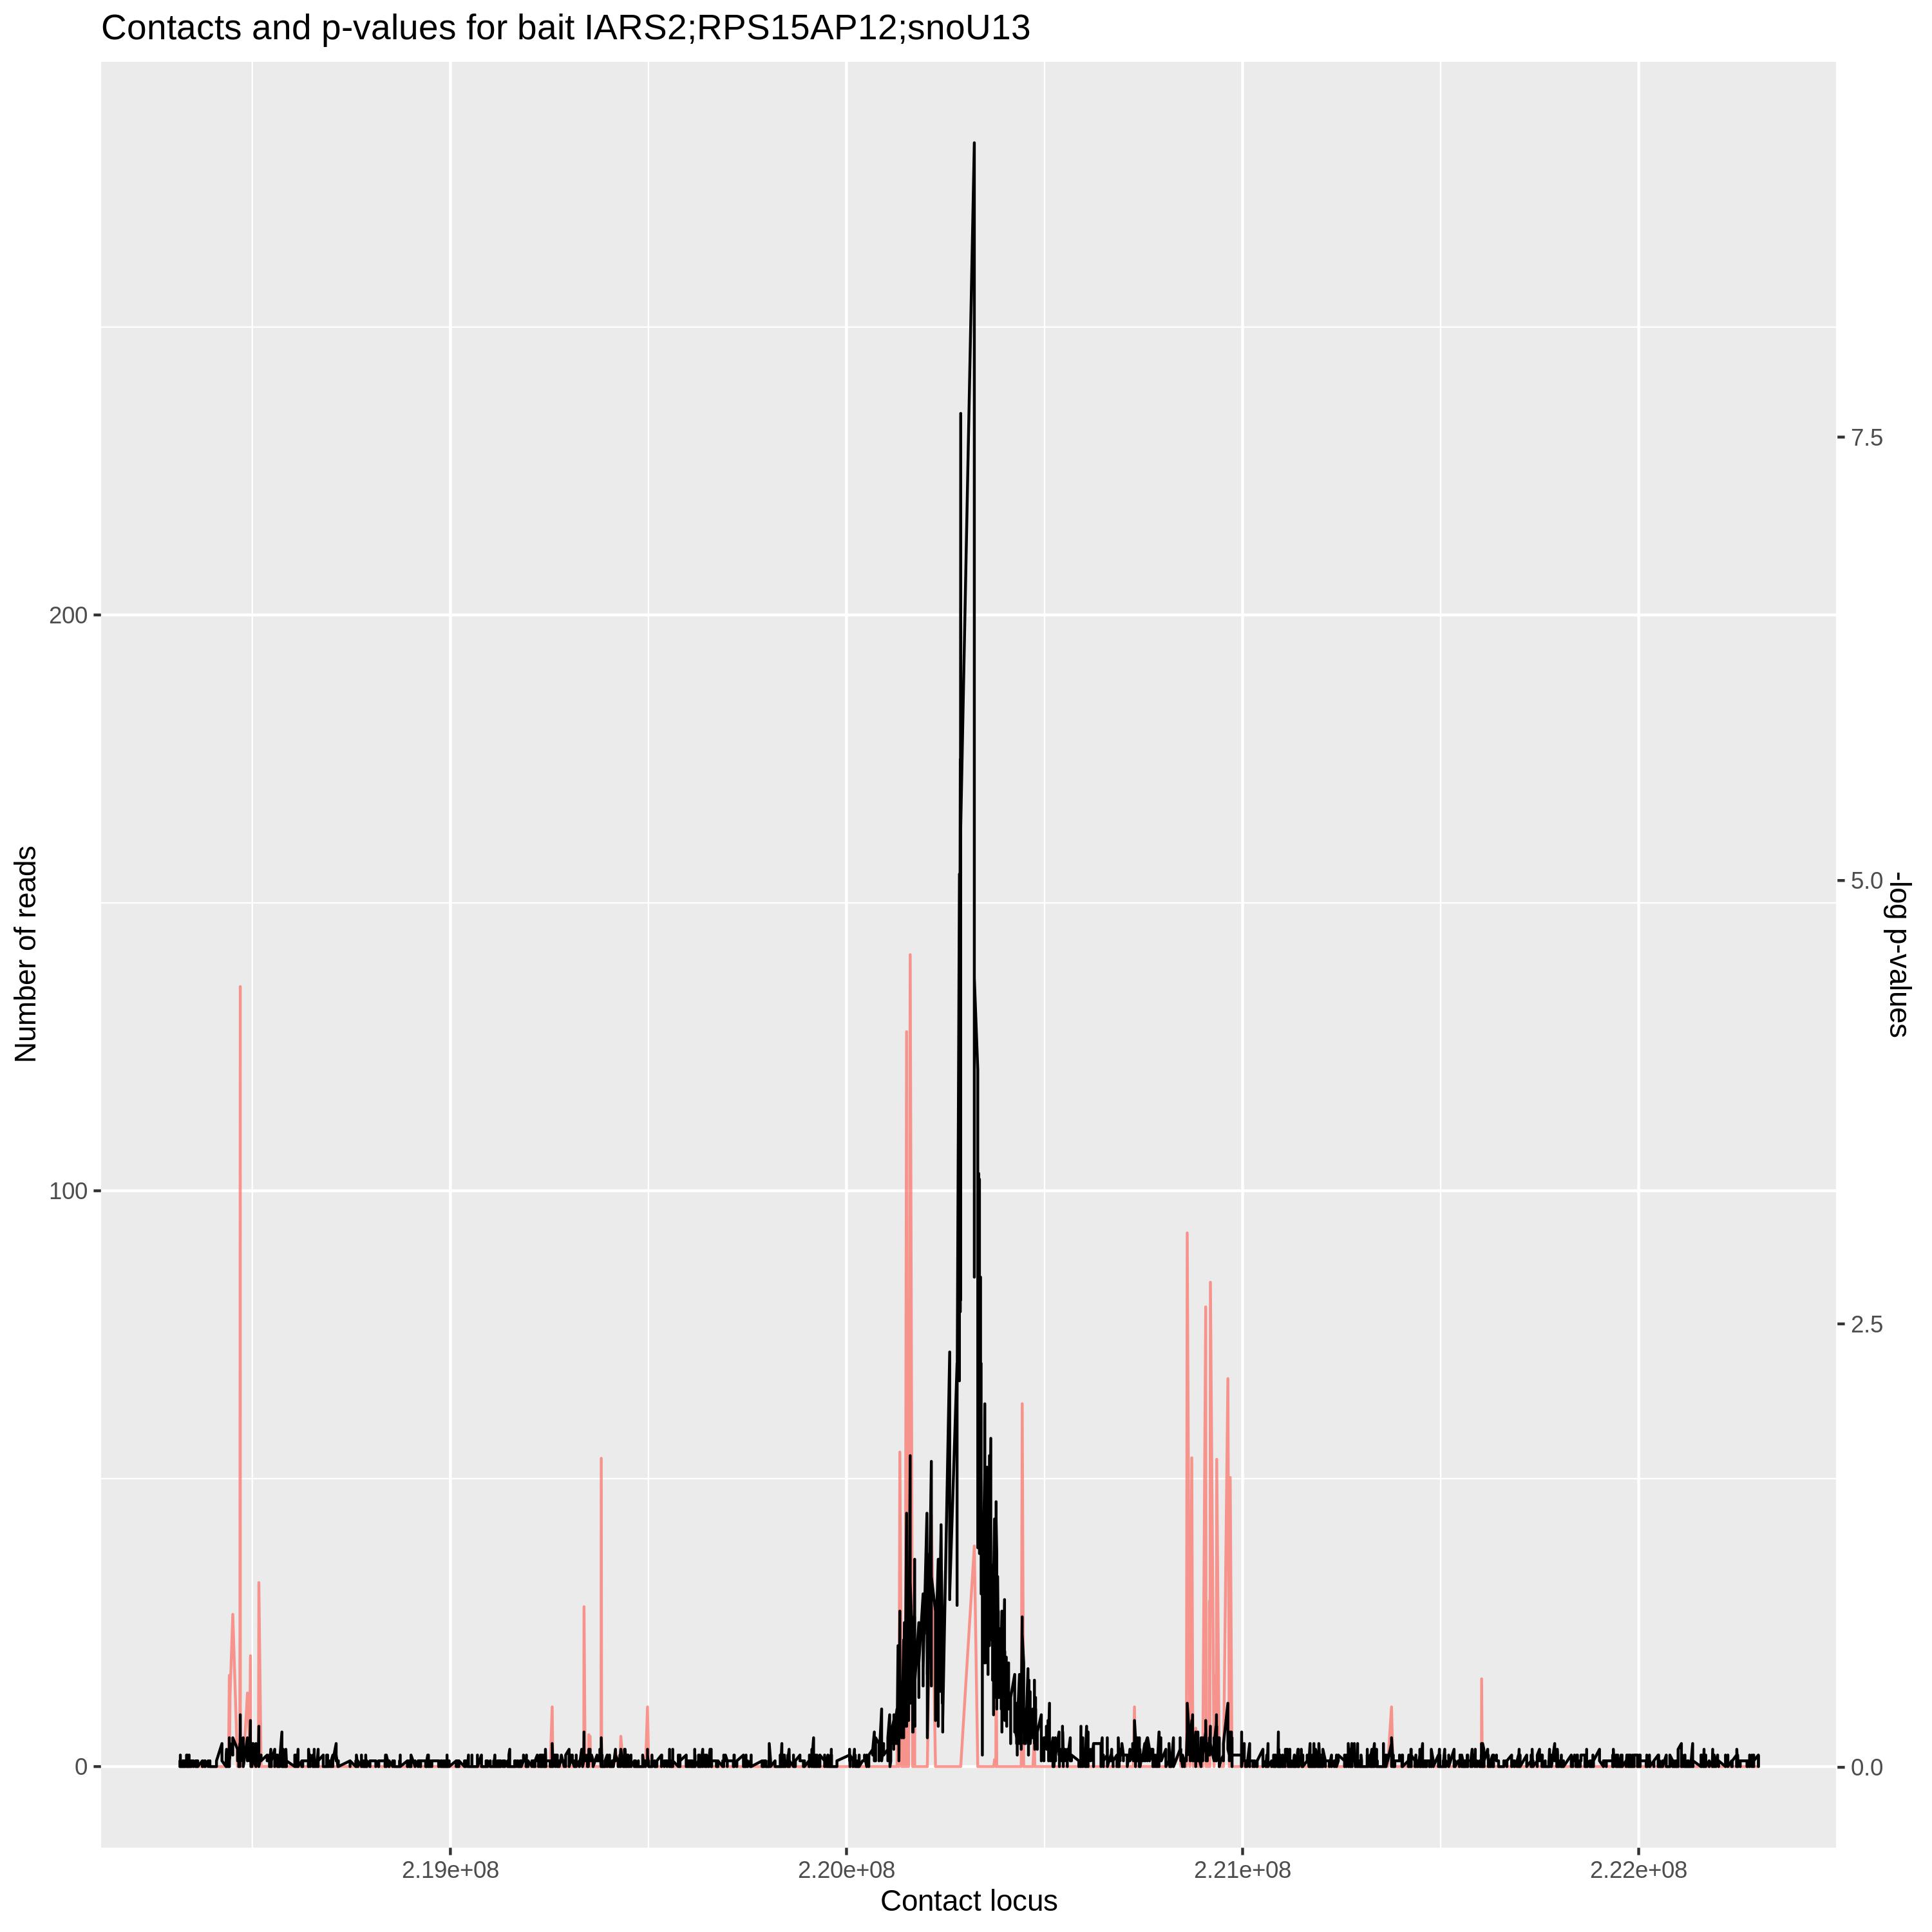 Contacts and p-values for bait IARS2;RPS15AP12;snoU13
200
100
0
Number of reads
7.5
5.0
2.5
0.0
-log p-values
2.19e+08 2.20e+08 2.21e+08 2.22e+08
Contact locus